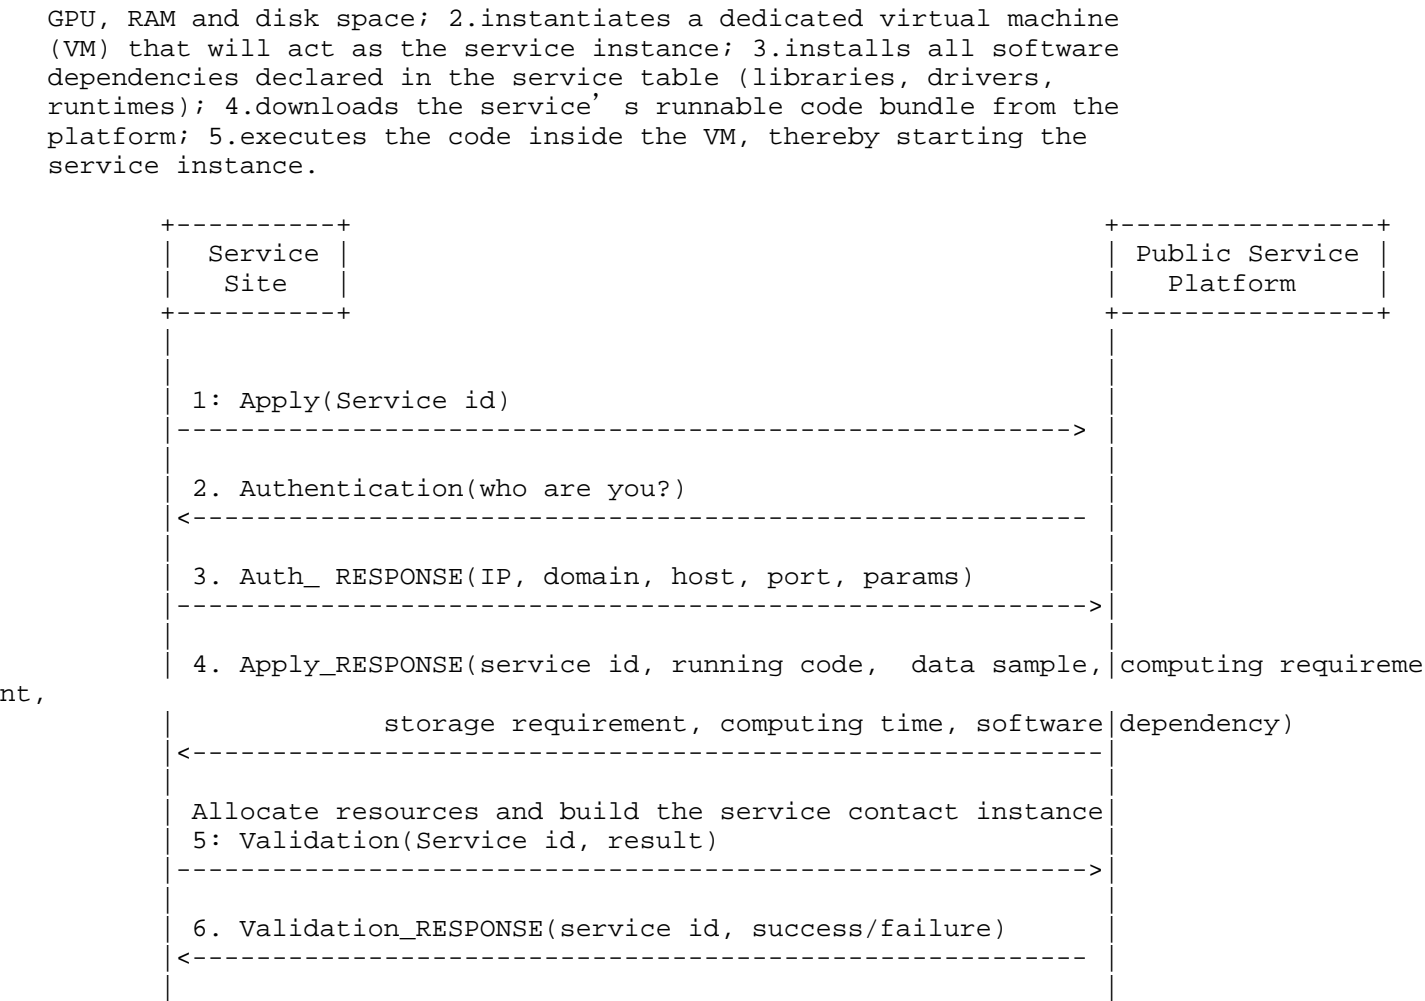 GPU, RAM and disk space; 2.instantiates a dedicated virtual machine
(VM) that will act as the service instance; 3.installs all software
dependencies declared in the service table (libraries, drivers,
runtimes); 4.downloads the service’s runnable code bundle from the
platform; 5.executes the code inside the VM, thereby starting the
service instance.
+----------+                                                +----------------+
|  Service |                                                | Public Service |
|   Site   |                                                |   Platform     |
+----------+                                                +----------------+
|                                                           |
|                                                           |
| 1: Apply(Service id)                                      |
|--------------------------------------------------------> |
|                                                           |
| 2. Authentication(who are you?)                           |
|<-------------------------------------------------------- |
|                                                           |
| 3. Auth_ RESPONSE(IP, domain, host, port, params)         |
|--------------------------------------------------------->|
|                                                           |
| 4. Apply_RESPONSE(service id, running code,  data sample,|computing requireme
nt,
|             storage requirement, computing time, software|dependency)
|<---------------------------------------------------------|
|                                                           |
| Allocate resources and build the service contact instance|
| 5: Validation(Service id, result)                         |
|--------------------------------------------------------->|
|                                                           |
| 6. Validation_RESPONSE(service id, success/failure)       |
|<-------------------------------------------------------- |
|                                                           |